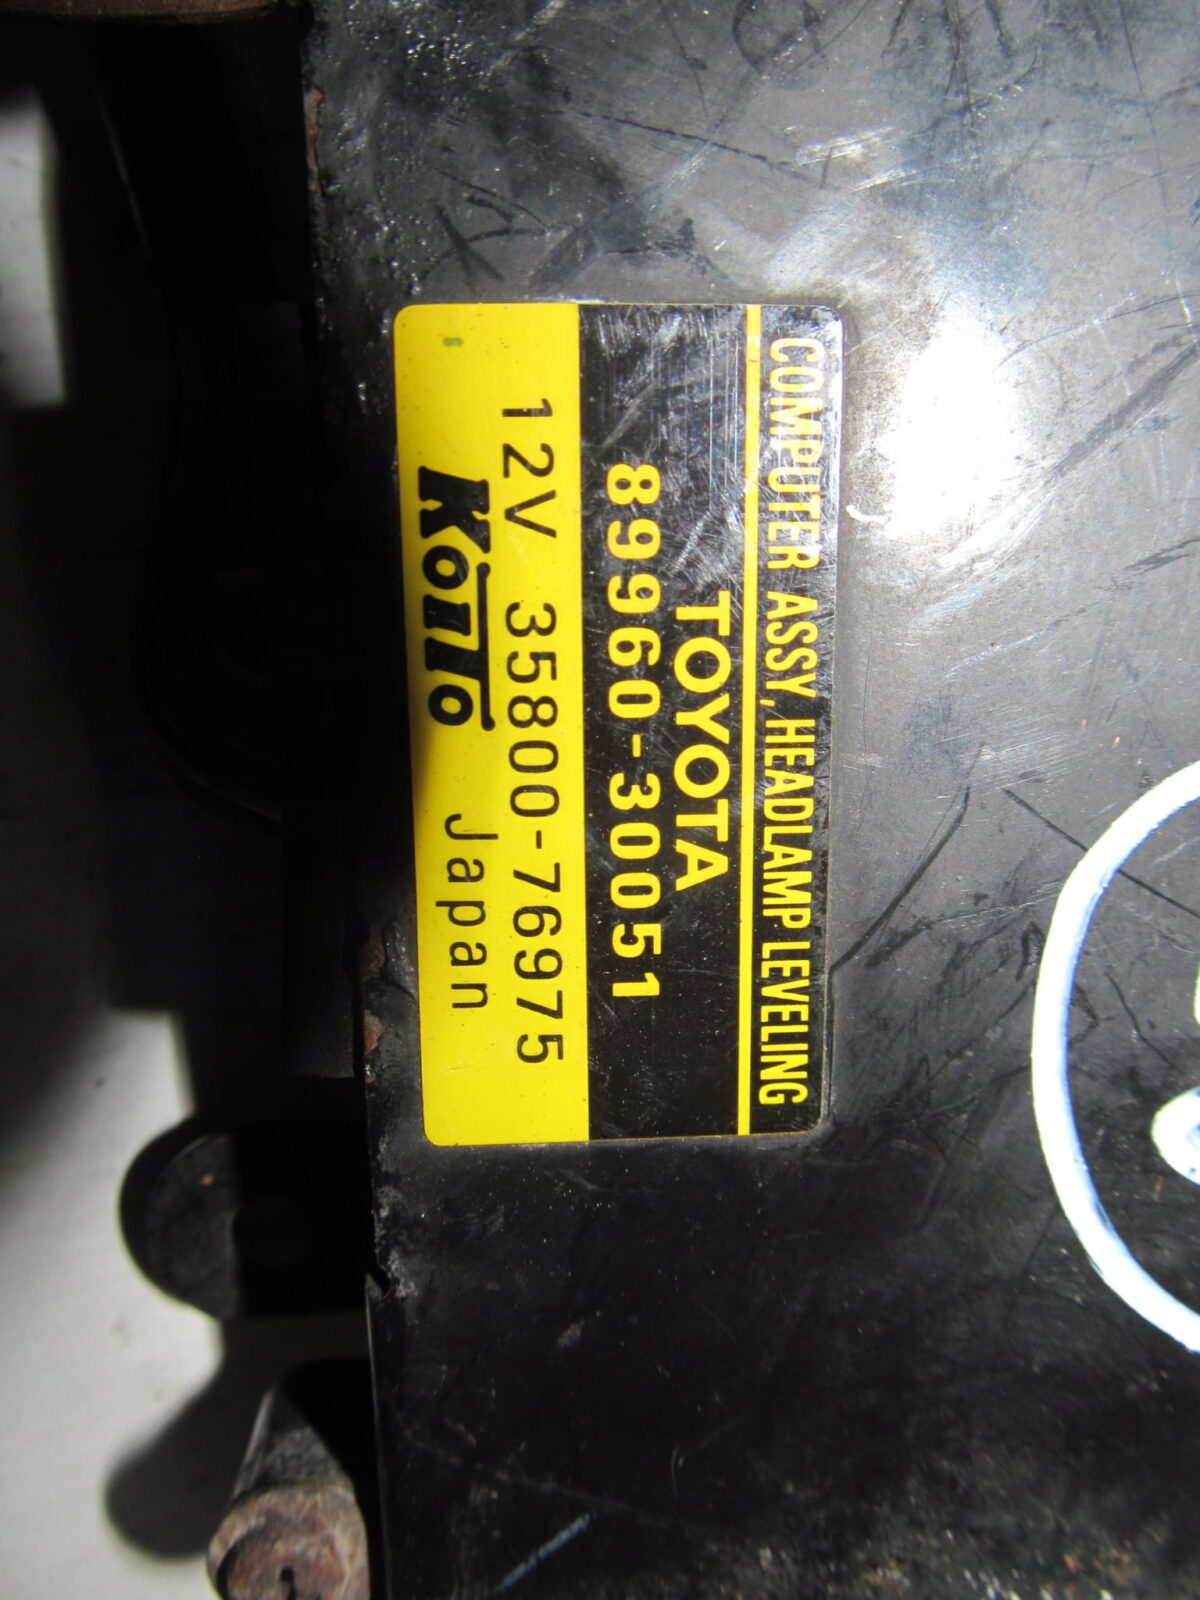 COMPUTER ASSY, HEADLAMP LEVELING
TOYOTA
89960-30051
12V 35800-76975
KOITO Japan